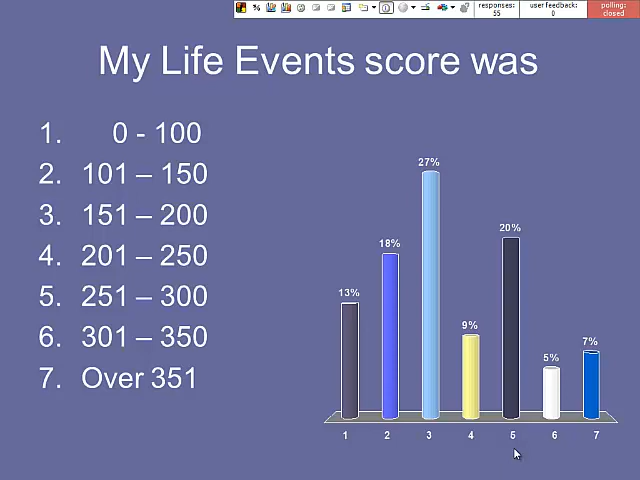 responses: user feedback: polling:
55 0 closed
My Life Events score was
1. 0 - 100
2. 101 – 150
3. 151 – 200
4. 201 – 250
5. 251 – 300
6. 301 – 350
7. Over 351
27%
20%
18%
13%
9%
7%
5%
1 2 3 4 5 6 7